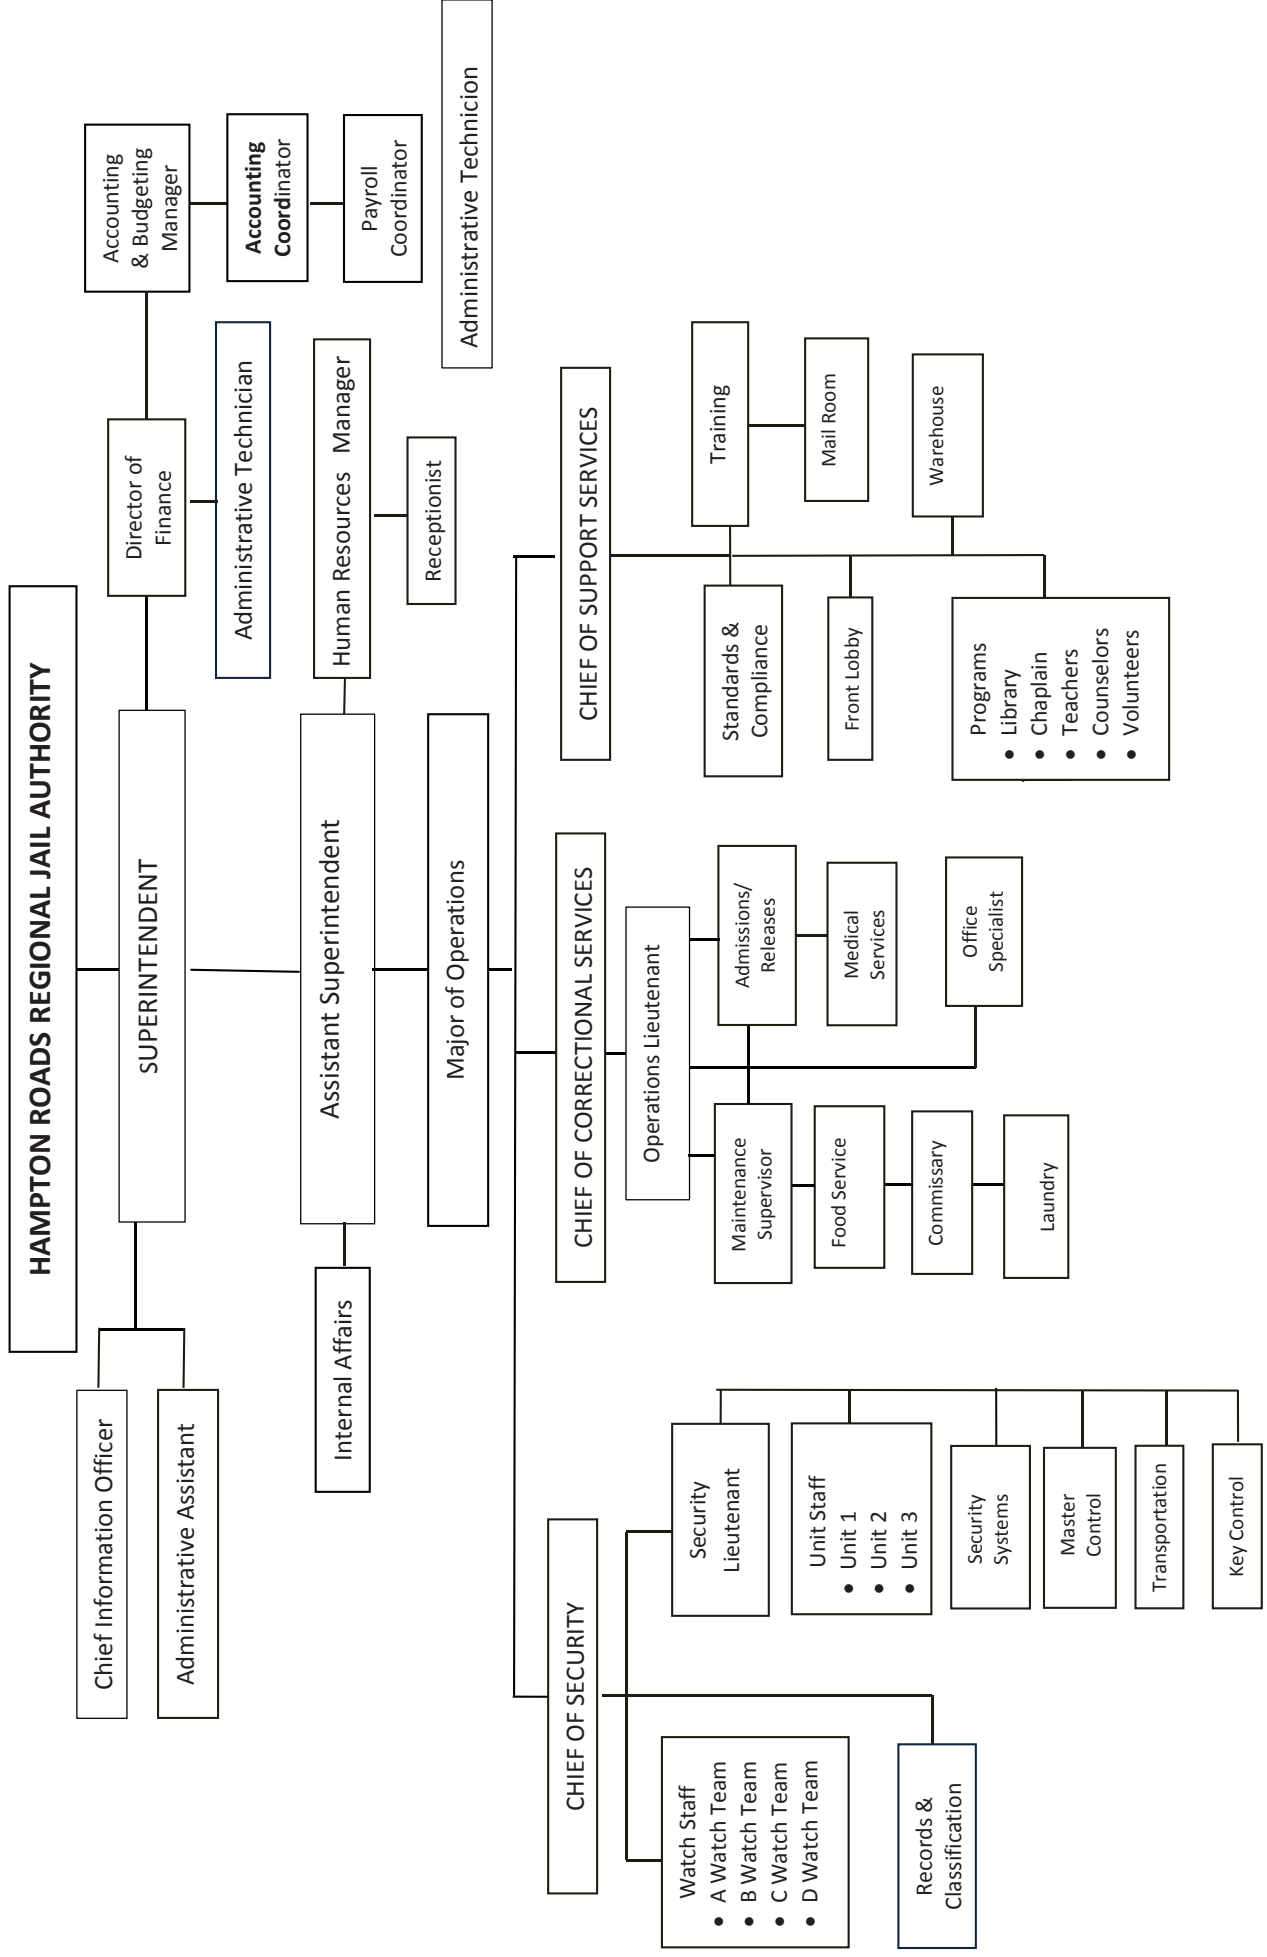 HAMPTON ROADS REGIONAL JAIL AUTHORITY
Chief Information Officer
Administrative Assistant
SUPERINTENDENT
Director of
Finance
Accounting
& Budgeting
Manager
Administrative Technician
Accounting
Coordinator
Payroll
Coordinator
Administrative Technicion
Internal Affairs
Assistant Superintendent
Human Resources Manager
Receptionist
Major of Operations
CHIEF OF SECURITY
CHIEF OF CORRECTIONAL SERVICES
CHIEF OF SUPPORT SERVICES
Watch Staff
• A Watch Team
• B Watch Team
• C Watch Team
• D Watch Team
Records &
Classification
Security
Lieutenant
Unit Staff
• Unit 1
• Unit 2
• Unit 3
Security
Systems
Master
Control
Transportation
Key Control
Operations Lieutenant
Maintenance
Supervisor
Food Service
Commissary
Laundry
Admissions/
Releases
Medical
Services
Office
Specialist
Standards &
Compliance
Front Lobby
Programs
• Library
• Chaplain
• Teachers
• Counselors
• Volunteers
Training
Mail Room
Warehouse